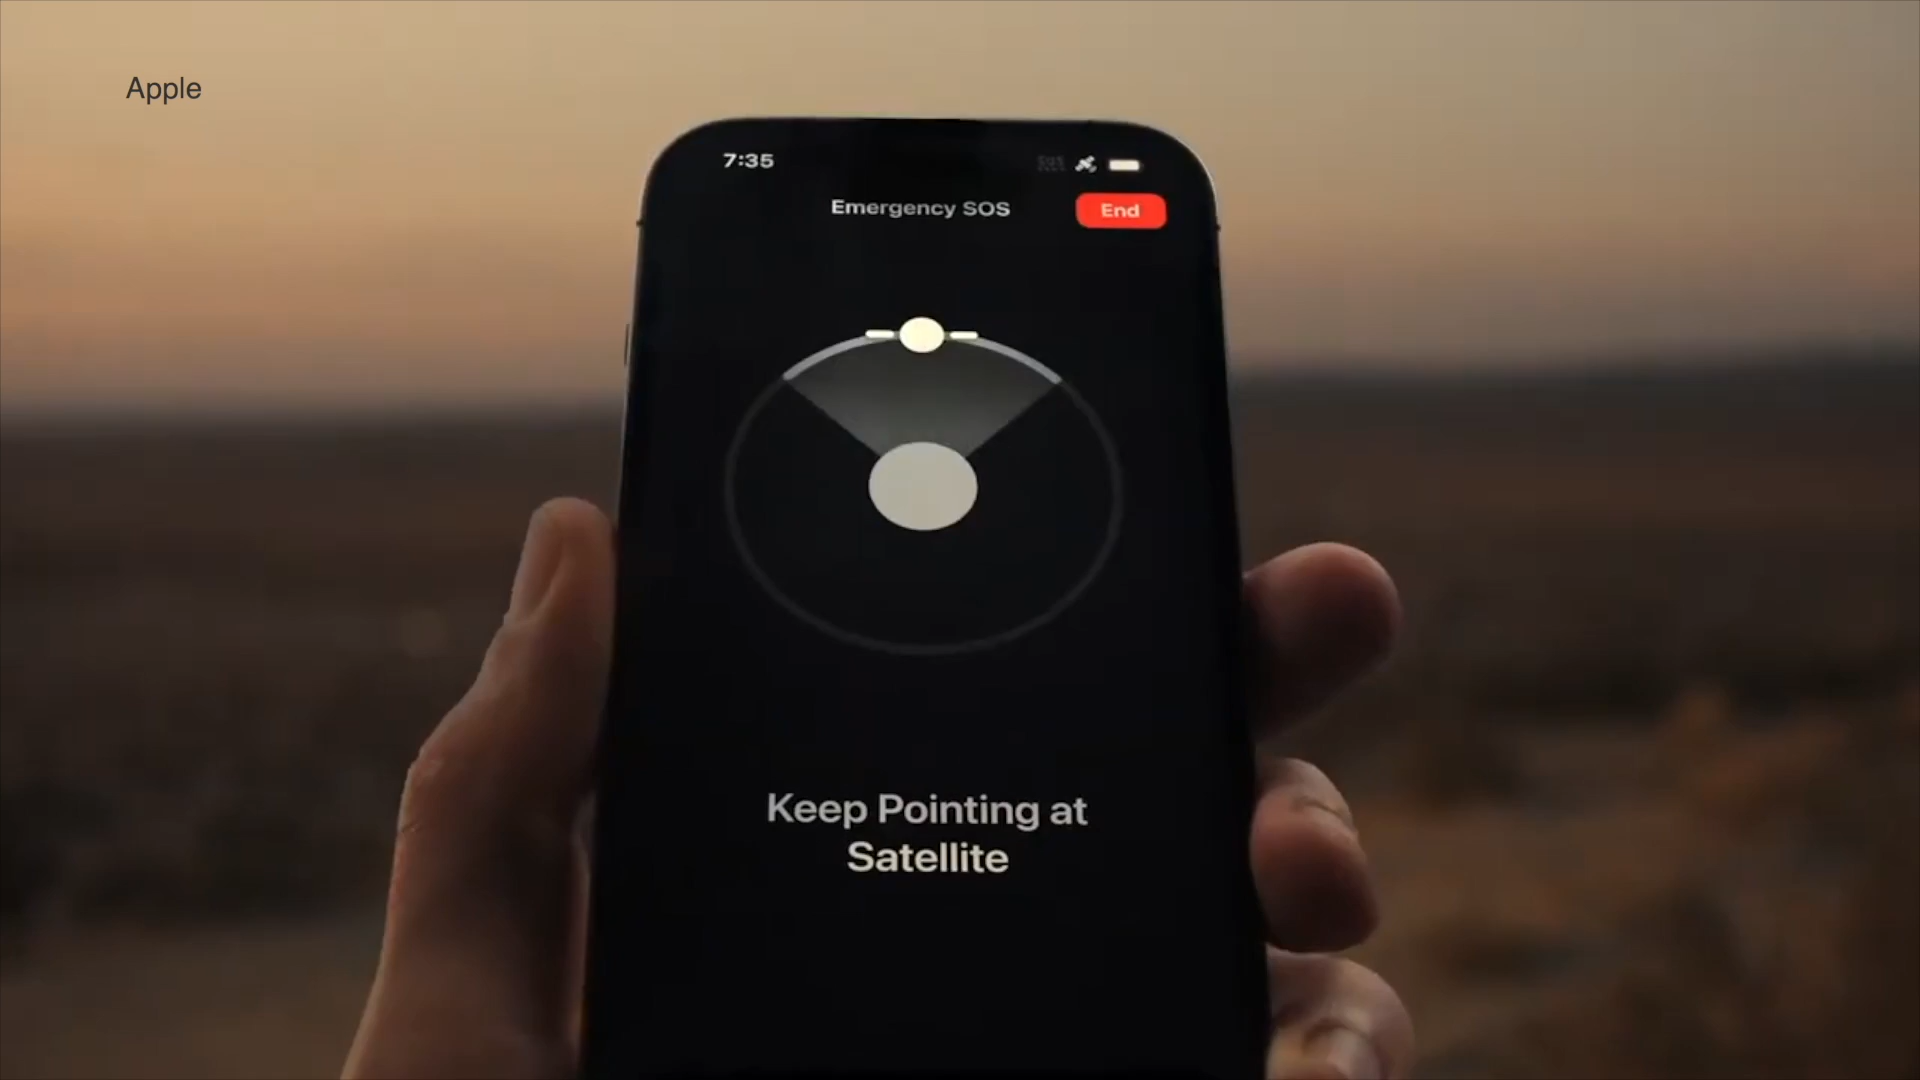 Apple
7:35
Emergency SOS
End
Keep Pointing at
Satellite